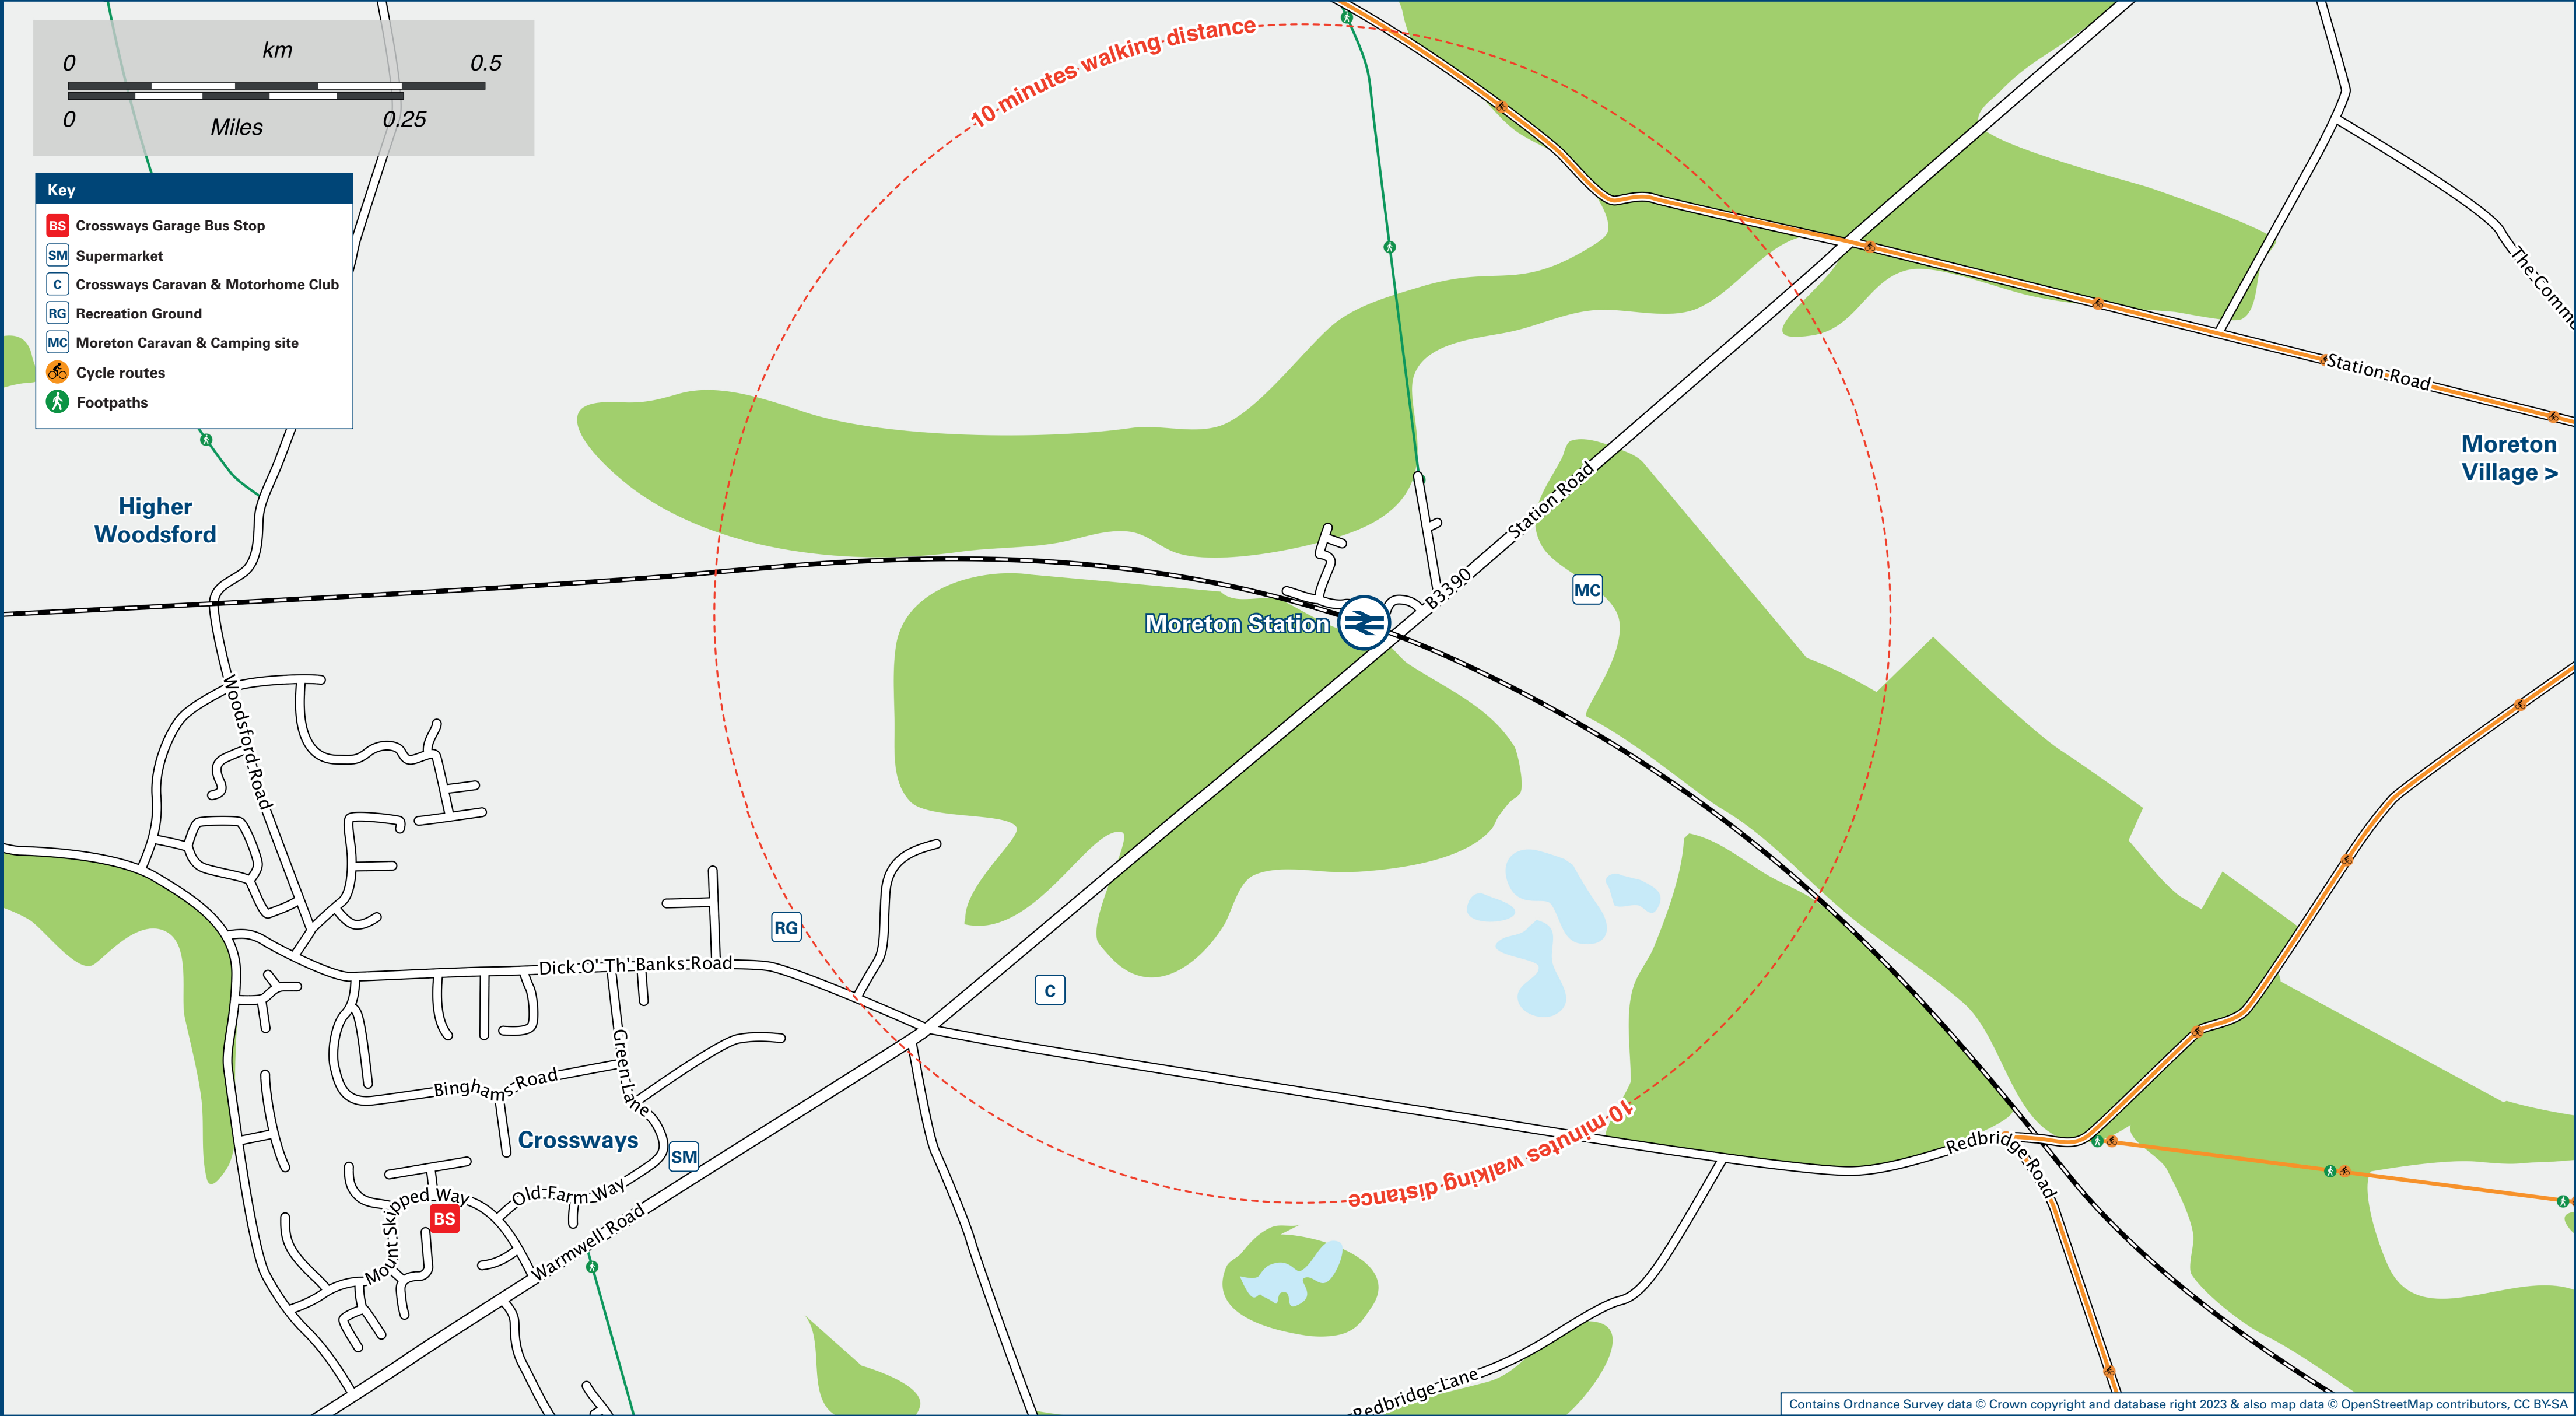 km
0 0.5
0 0.25
Miles
Key
BS Crossways Garage Bus Stop
SM Supermarket
C Crossways Caravan & Motorhome Club
RG Recreation Ground
MC Moreton Caravan & Camping site
Cycle routes
Footpaths
10 minutes walking distance
Station Road
Moreton
Village >
Higher
Woodsford
Station Road
B3390
MC
Moreton Station
Woodsford Road
RG
Dick O' Th' Banks Road
C
Green Lane
Binghams Road
Crossways
SM
10 minutes walking distance
Redbridge Road
Old Farm Way
Mount Skipped Way
BS
Warmwell Road
Redbridge Lane
Contains Ordnance Survey data © Crown copyright and database right 2023 & also map data © OpenStreetMap contributors, CC BY-SA